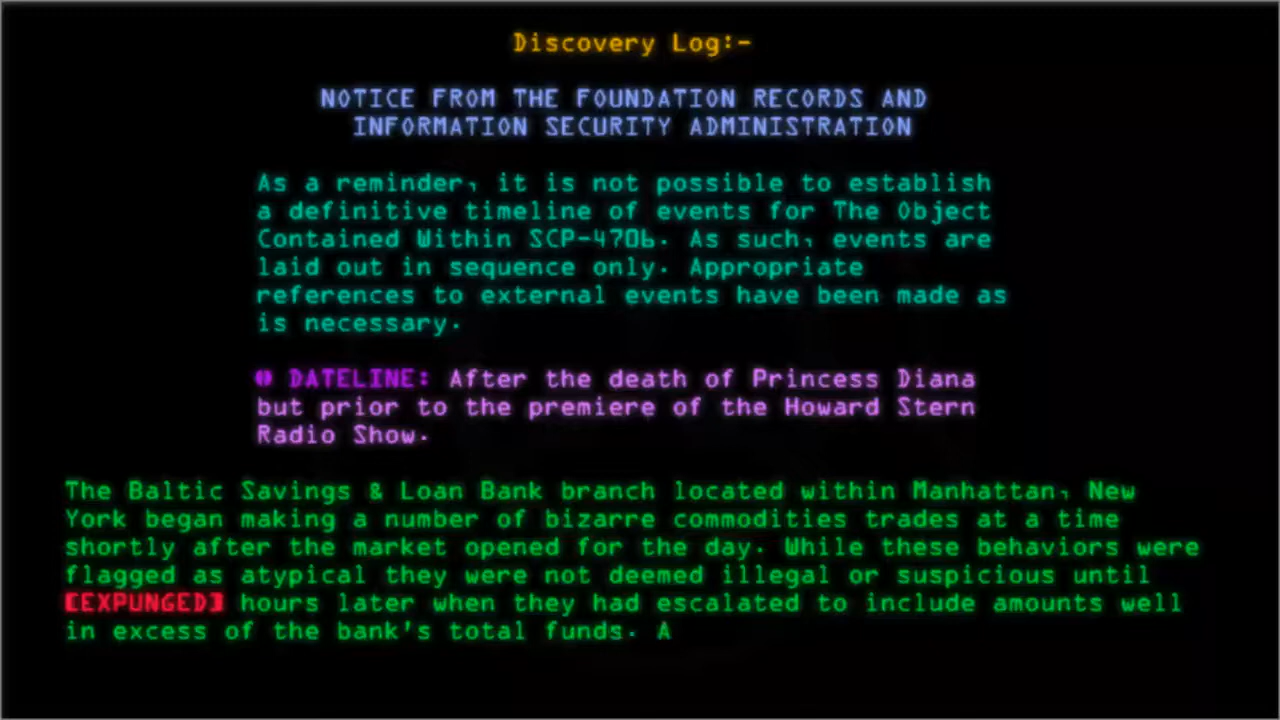 Discovery Log:-
NOTICE FROM THE FOUNDATION RECORDS AND
INFORMATION SECURITY ADMINISTRATION
As a reminder, it is not possible to establish
a definitive timeline of events for The Object
Contained Within SCP-4706. As such, events are
laid out in sequence only. Appropriate
references to external events have been made as
is necessary.
DATELINE: After the death of Princess Diana
but prior to the premiere of the Howard Stern
Radio Show.
The Baltic Savings & Loan Bank branch located within Manhattan, New
York began making a number of bizarre commodities trades at a time
shortly after the market opened for the day. While these behaviors were
flagged as atypical they were not deemed illegal or suspicious until
[EXPUNGED] hours later when they had escalated to include amounts well
in excess of the bank's total funds. A